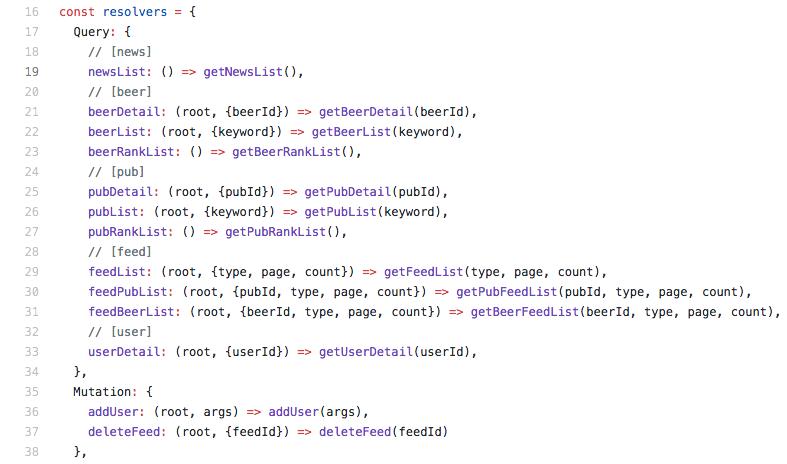 16 const resolvers = {
17 Query: {
18 // [news]
19 newsList: () => getNewsList(),
20 // [beer]
21 beerDetail: (root, {beerId}) => getBeerDetail(beerId),
22 beerList: (root, {keyword}) => getBeerList(keyword),
23 beerRankList: () => getBeerRankList(),
24 // [pub]
25 pubDetail: (root, {pubId}) => getPubDetail(pubId),
26 pubList: (root, {keyword}) => getPubList(keyword),
27 pubRankList: () => getPubRankList(),
28 // [feed]
29 feedList: (root, {type, page, count}) => getFeedList(type, page, count),
30 feedPubList: (root, {pubId, type, page, count}) => getPubFeedList(pubId, type, page, count),
31 feedBeerList: (root, {beerId, type, page, count}) => getBeerFeedList(beerId, type, page, count),
32 // [user]
33 userDetail: (root, {userId}) => getUserDetail(userId),
34 },
35 Mutation: {
36 addUser: (root, args) => addUser(args),
37 deleteFeed: (root, {feedId}) => deleteFeed(feedId)
38 },